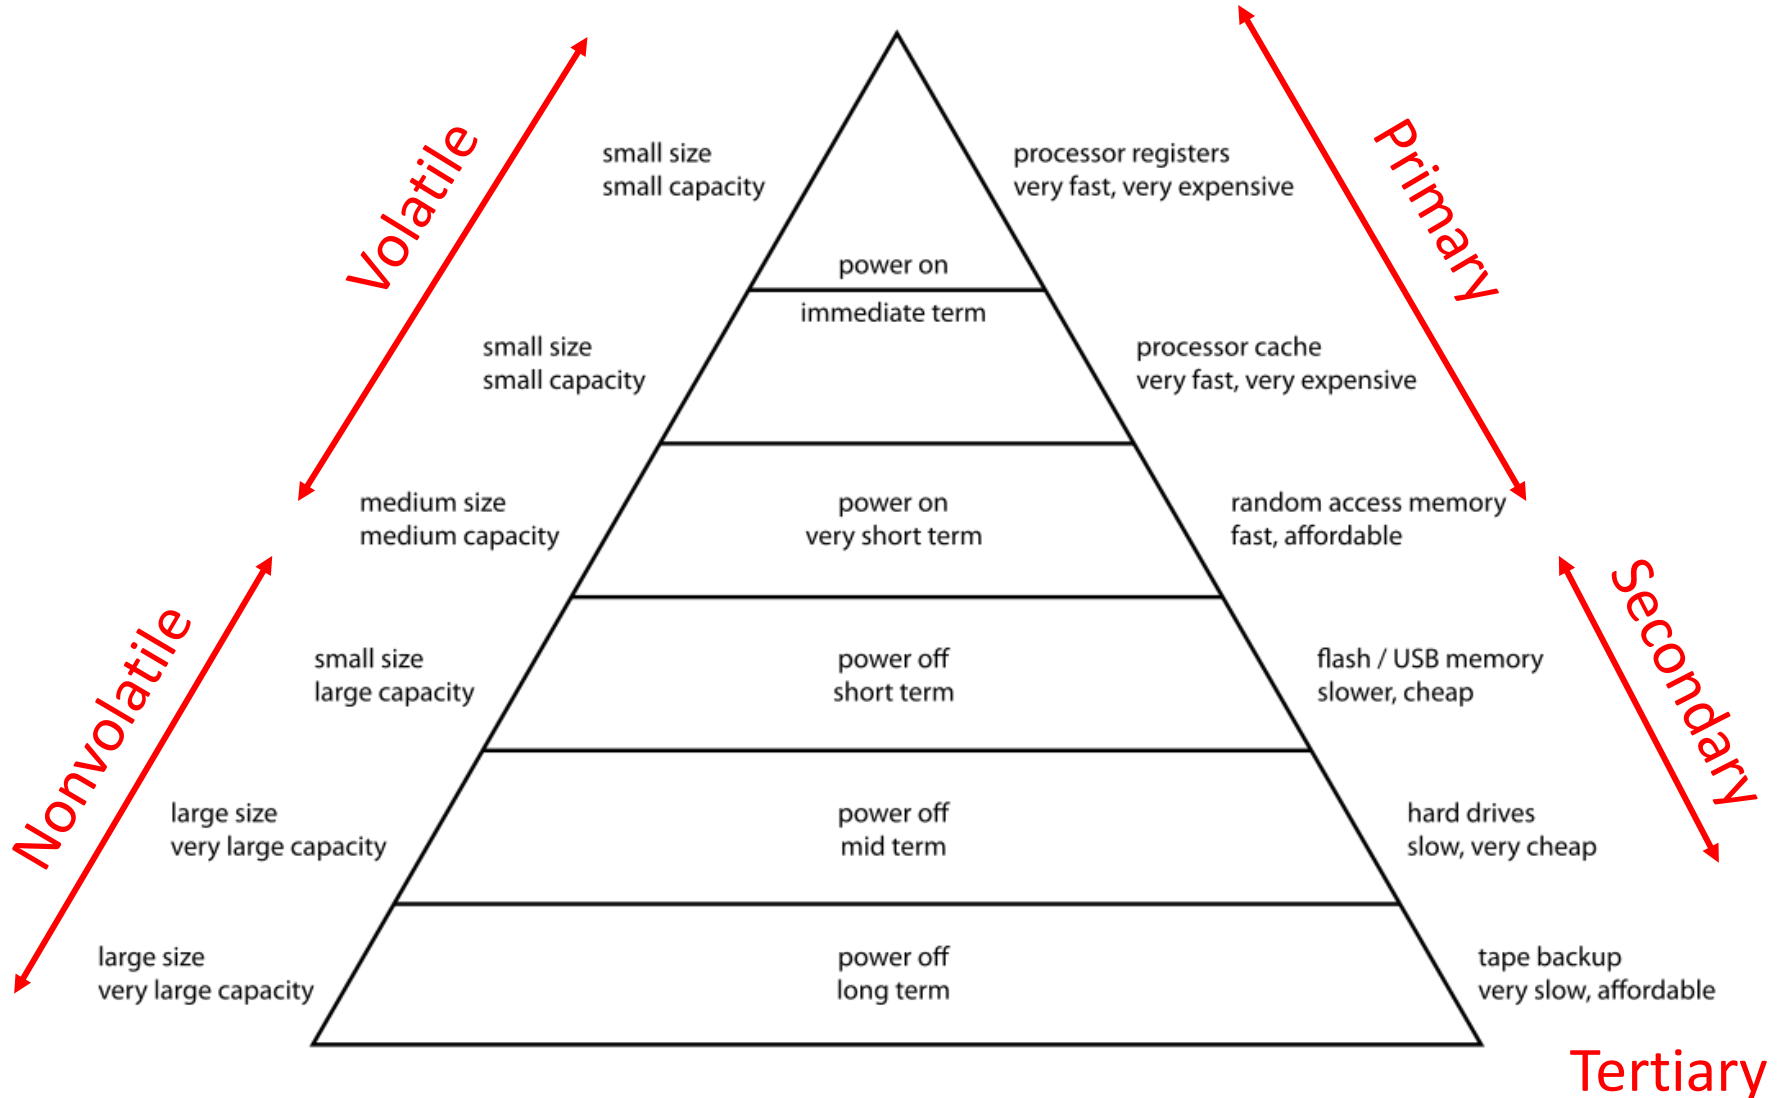 Volatile
Primary
small size
small capacity
processor registers
very fast, very expensive
power on
immediate term
small size
small capacity
processor cache
very fast, very expensive
medium size
medium capacity
power on
very short term
random access memory
fast, affordable
Nonvolatile
Secondary
small size
large capacity
power off
short term
flash / USB memory
slower, cheap
large size
very large capacity
power off
mid term
hard drives
slow, very cheap
large size
very large capacity
power off
long term
tape backup
very slow, affordable
Tertiary